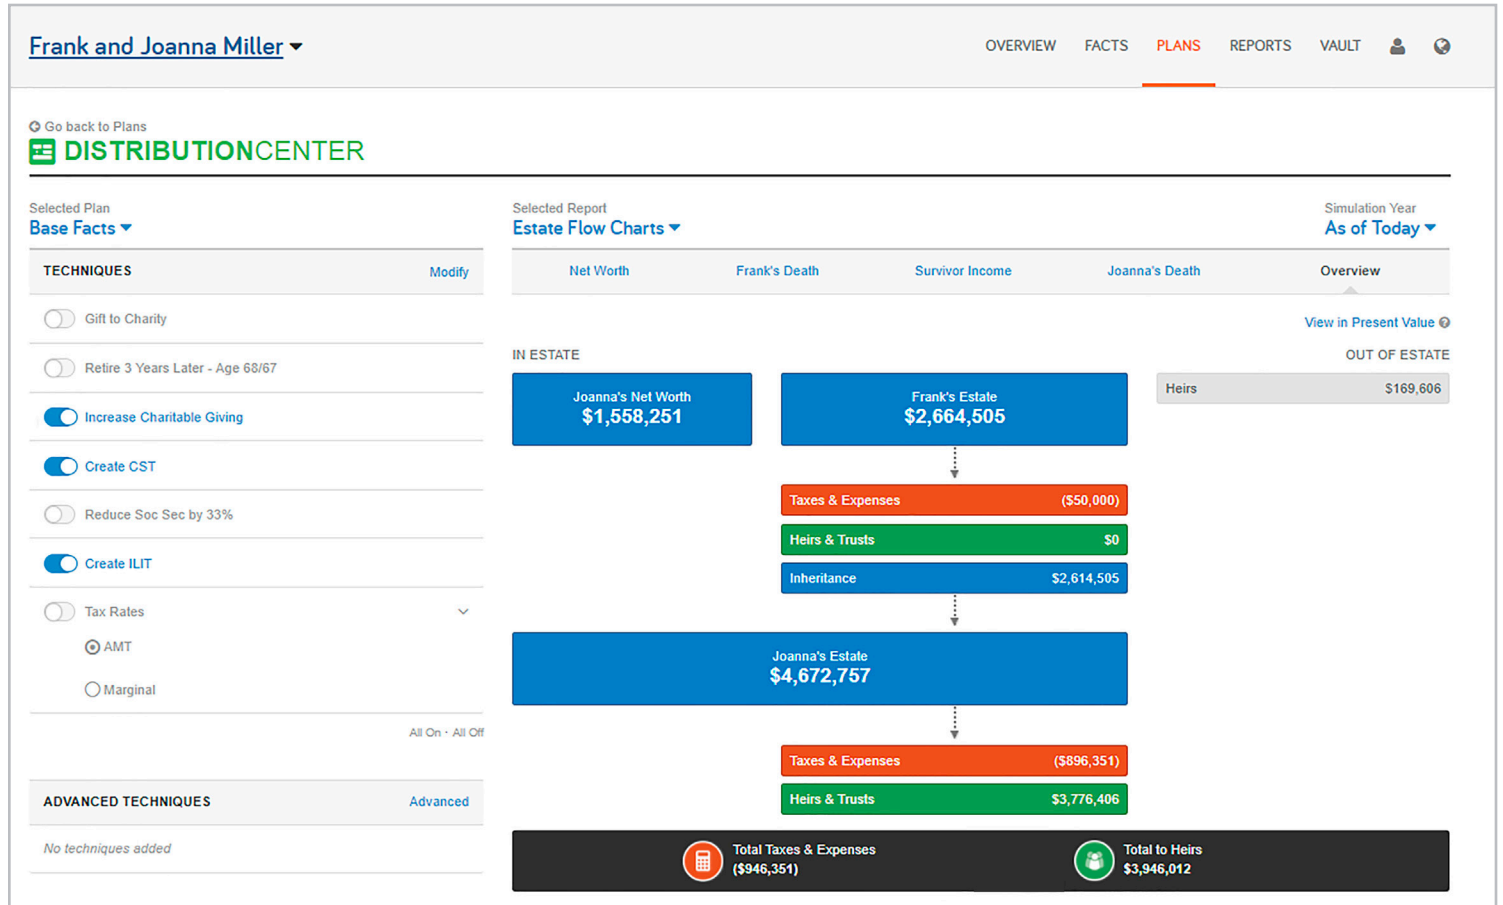 Frank and Joanna Miller
OVERVIEW FACTS PLANS REPORTS VAULT
Go back to Plans
DISTRIBUTIONCENTER
Selected Plan
Base Facts
TECHNIQUES Modify
Gift to Charity
Retire 3 Years Later - Age 68/67
Increase Charitable Giving
Create CST
Reduce Soc Sec by 33%
Create ILIT
Tax Rates
AMT
Marginal
All On · All Off
ADVANCED TECHNIQUES Advanced
No techniques added
Selected Report
Estate Flow Charts
Simulation Year
As of Today
Net Worth Frank's Death Survivor Income Joanna's Death Overview
View in Present Value ?
IN ESTATE OUT OF ESTATE
Joanna's Net Worth
$1,558,251
Frank's Estate
$2,664,505
Heirs $169,606
Taxes & Expenses ($50,000)
Heirs & Trusts $0
Inheritance $2,614,505
Joanna's Estate
$4,672,757
Taxes & Expenses ($896,351)
Heirs & Trusts $3,776,406
Total Taxes & Expenses
($946,351)
Total to Heirs
$3,946,012